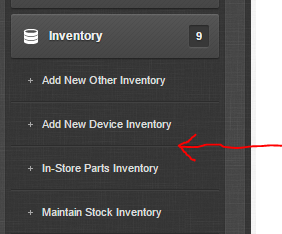 Inventory 9
+ Add New Other Inventory
+ Add New Device Inventory
+ In-Store Parts Inventory
+ Maintain Stock Inventory